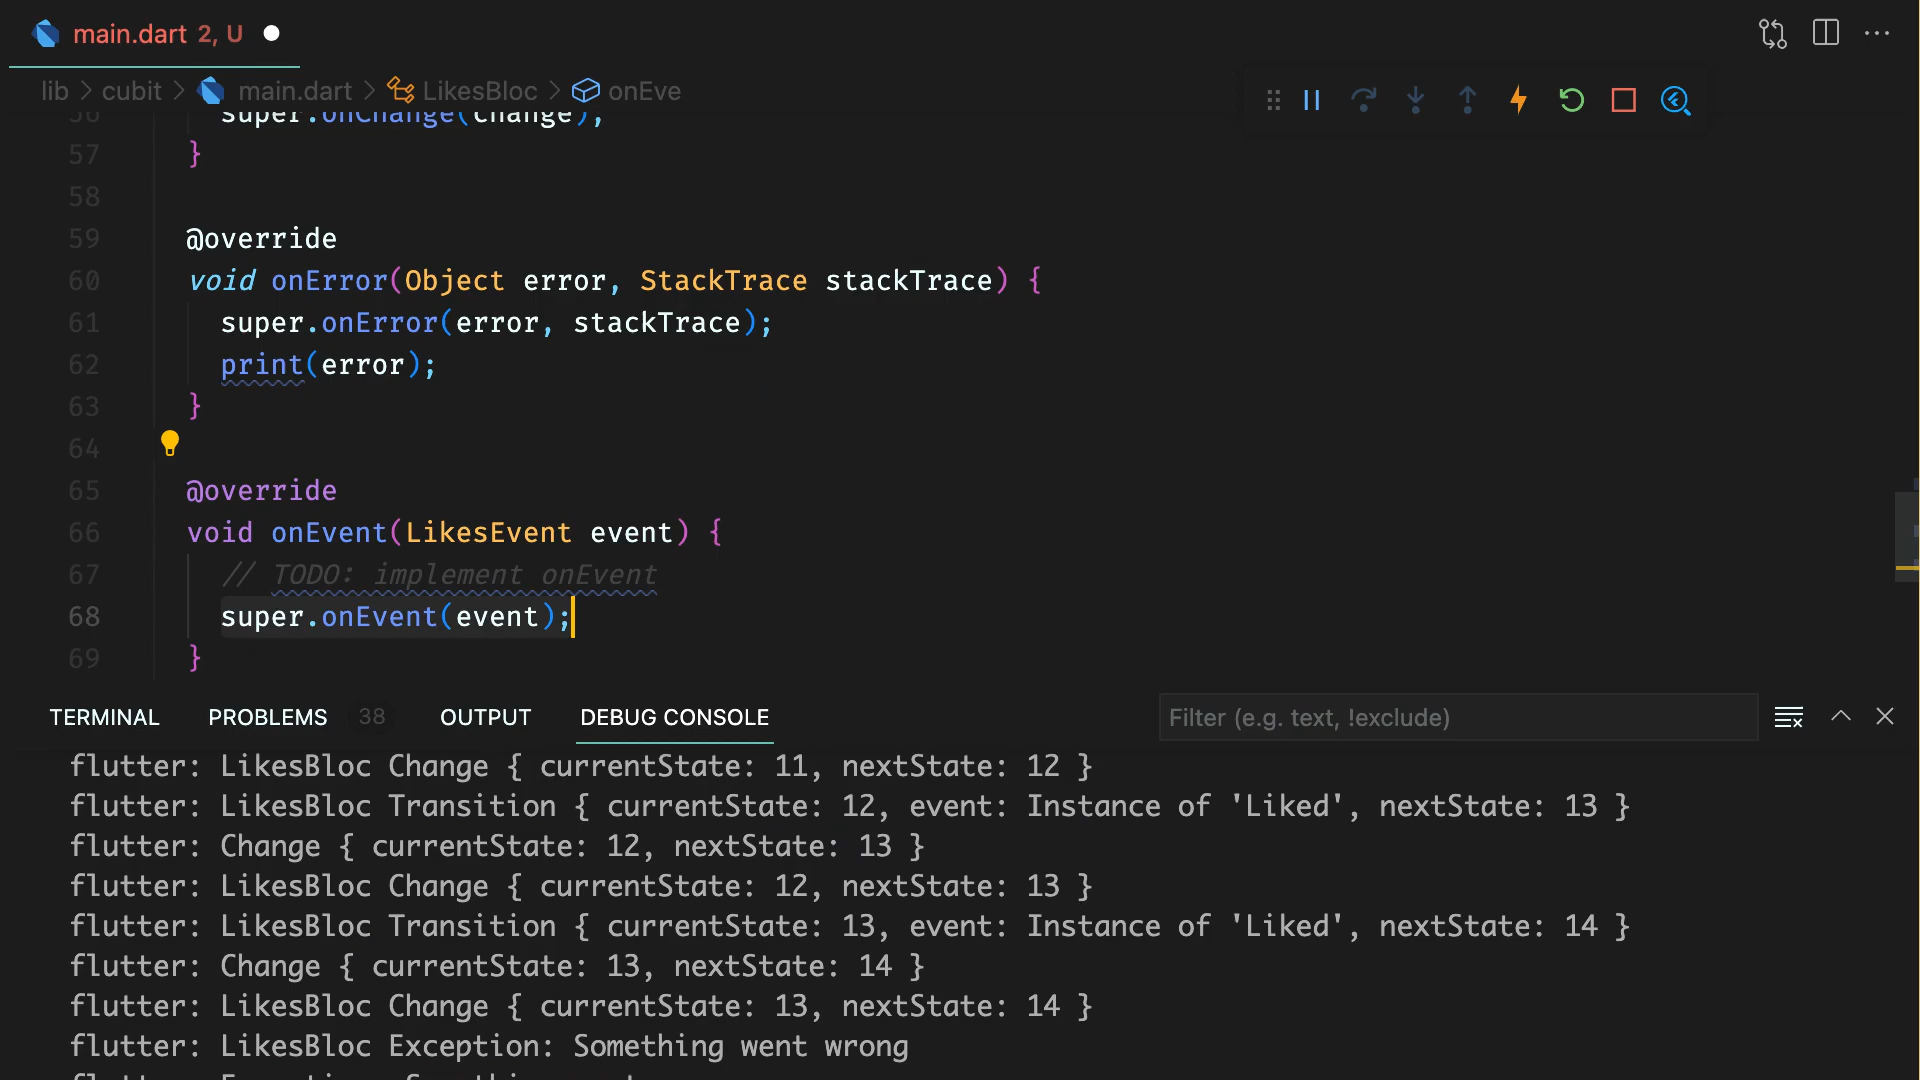 main.dart 2, U
lib > cubit > main.dart > LikesBloc > onEve
56 super.onChange(change);
57 }
58
59 @override
60 void onError(Object error, StackTrace stackTrace) {
61 super.onError(error, stackTrace);
62 print(error);
63 }
64
65 @override
66 void onEvent(LikesEvent event) {
67 // TODO: implement onEvent
68 super.onEvent(event);
69 }
TERMINAL PROBLEMS 38 OUTPUT DEBUG CONSOLE Filter (e.g. text, !exclude)
flutter: LikesBloc Change { currentState: 11, nextState: 12 }
flutter: LikesBloc Transition { currentState: 12, event: Instance of 'Liked', nextState: 13 }
flutter: Change { currentState: 12, nextState: 13 }
flutter: LikesBloc Change { currentState: 12, nextState: 13 }
flutter: LikesBloc Transition { currentState: 13, event: Instance of 'Liked', nextState: 14 }
flutter: Change { currentState: 13, nextState: 14 }
flutter: LikesBloc Change { currentState: 13, nextState: 14 }
flutter: LikesBloc Exception: Something went wrong